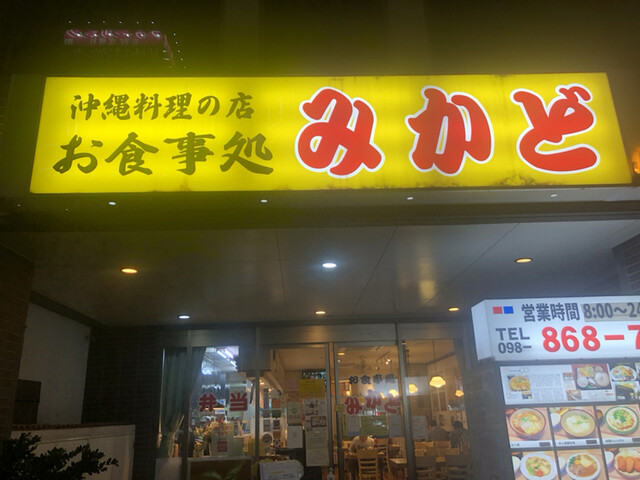 沖縄料理の店
お食事処 みかど
営業時間 8:00～24
TEL
098- 868-7
弁当
お食事処
みかど